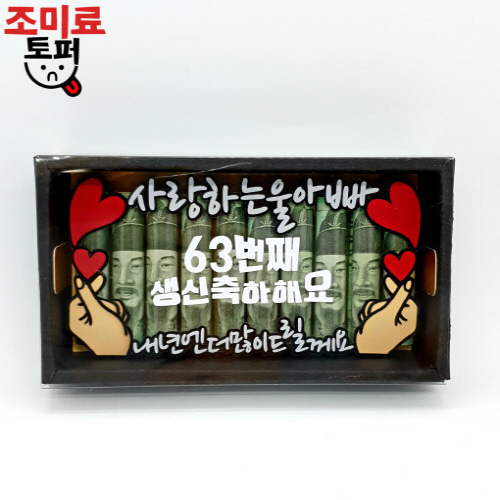 조미료
토퍼
사랑하는울아빠
63번째
생신축하해요
내년엔더많이드릴게요